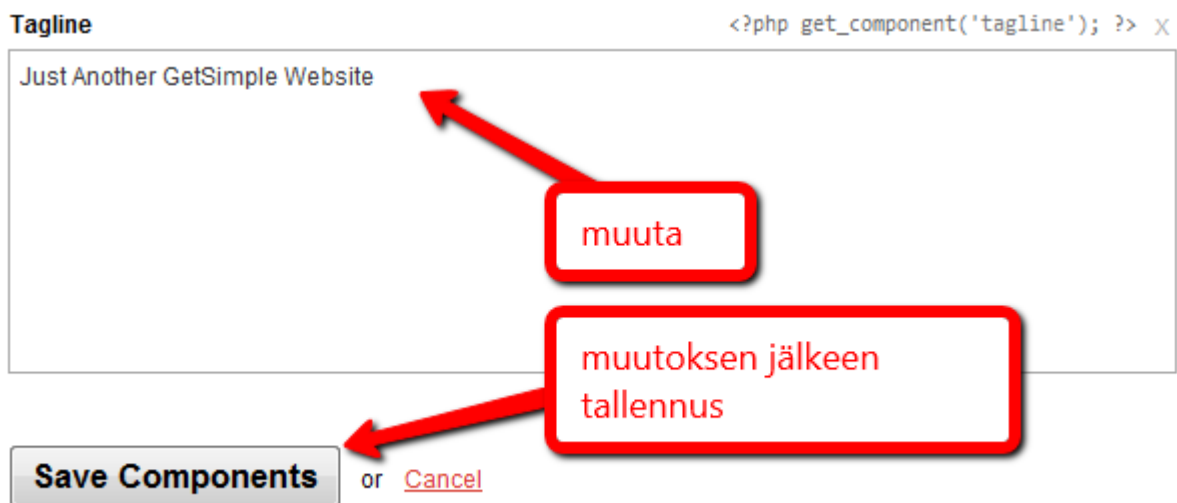 Tagline <?php get_component('tagline'); ?> X
Just Another GetSimple Website
muuta
muutoksen jälkeen
tallennus
Save Components or Cancel